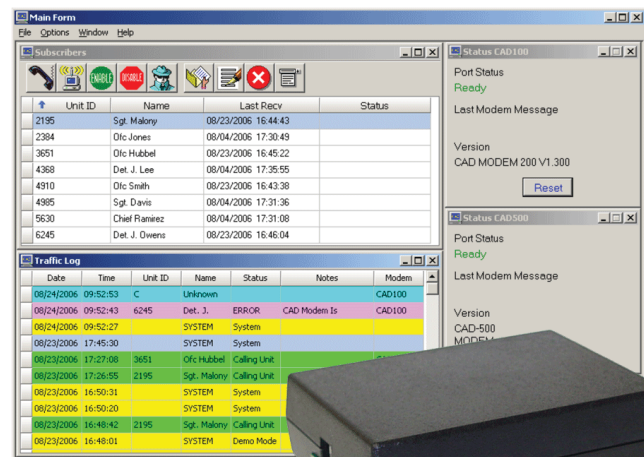 Main Form
File Options Window Help
Subscribers
ENABLE DISABLE
Unit ID Name Last Recv Status
2195 Sgt. Malony 08/23/2006 16:44:43
2384 Ofc Jones 08/04/2006 17:30:49
3651 Ofc Hubbel 08/23/2006 16:45:22
4368 Det. J. Lee 08/04/2006 17:35:55
4910 Ofc Smith 08/23/2006 16:43:38
4985 Sgt. Davis 08/04/2006 17:31:36
5630 Chief Ramirez 08/04/2006 17:31:08
6245 Det. J. Owens 08/23/2006 16:46:04
Traffic Log
Date Time Unit ID Name Status Notes Modem
08/24/2006 09:52:53 C Unknown CAD100
08/24/2006 09:52:43 6245 Det. J. ERROR CAD Modem Is CAD100
08/24/2006 09:52:27 SYSTEM System
08/23/2006 17:45:30 SYSTEM System
08/23/2006 17:27:08 3651 Ofc Hubbel Calling Unit
08/23/2006 17:26:55 2195 Sgt. Malony Calling Unit
08/23/2006 16:50:31 SYSTEM System
08/23/2006 16:50:20 SYSTEM System
08/23/2006 16:48:42 2195 Sgt. Malony Calling Unit
08/23/2006 16:48:01 SYSTEM Demo Mode
Status CAD100
Port Status
Ready
Last Modem Message
Version
CAD MODEM 200 V1.300
Reset
Status CAD500
Port Status
Ready
Last Modem Message
Version
CAD-500
MODEM